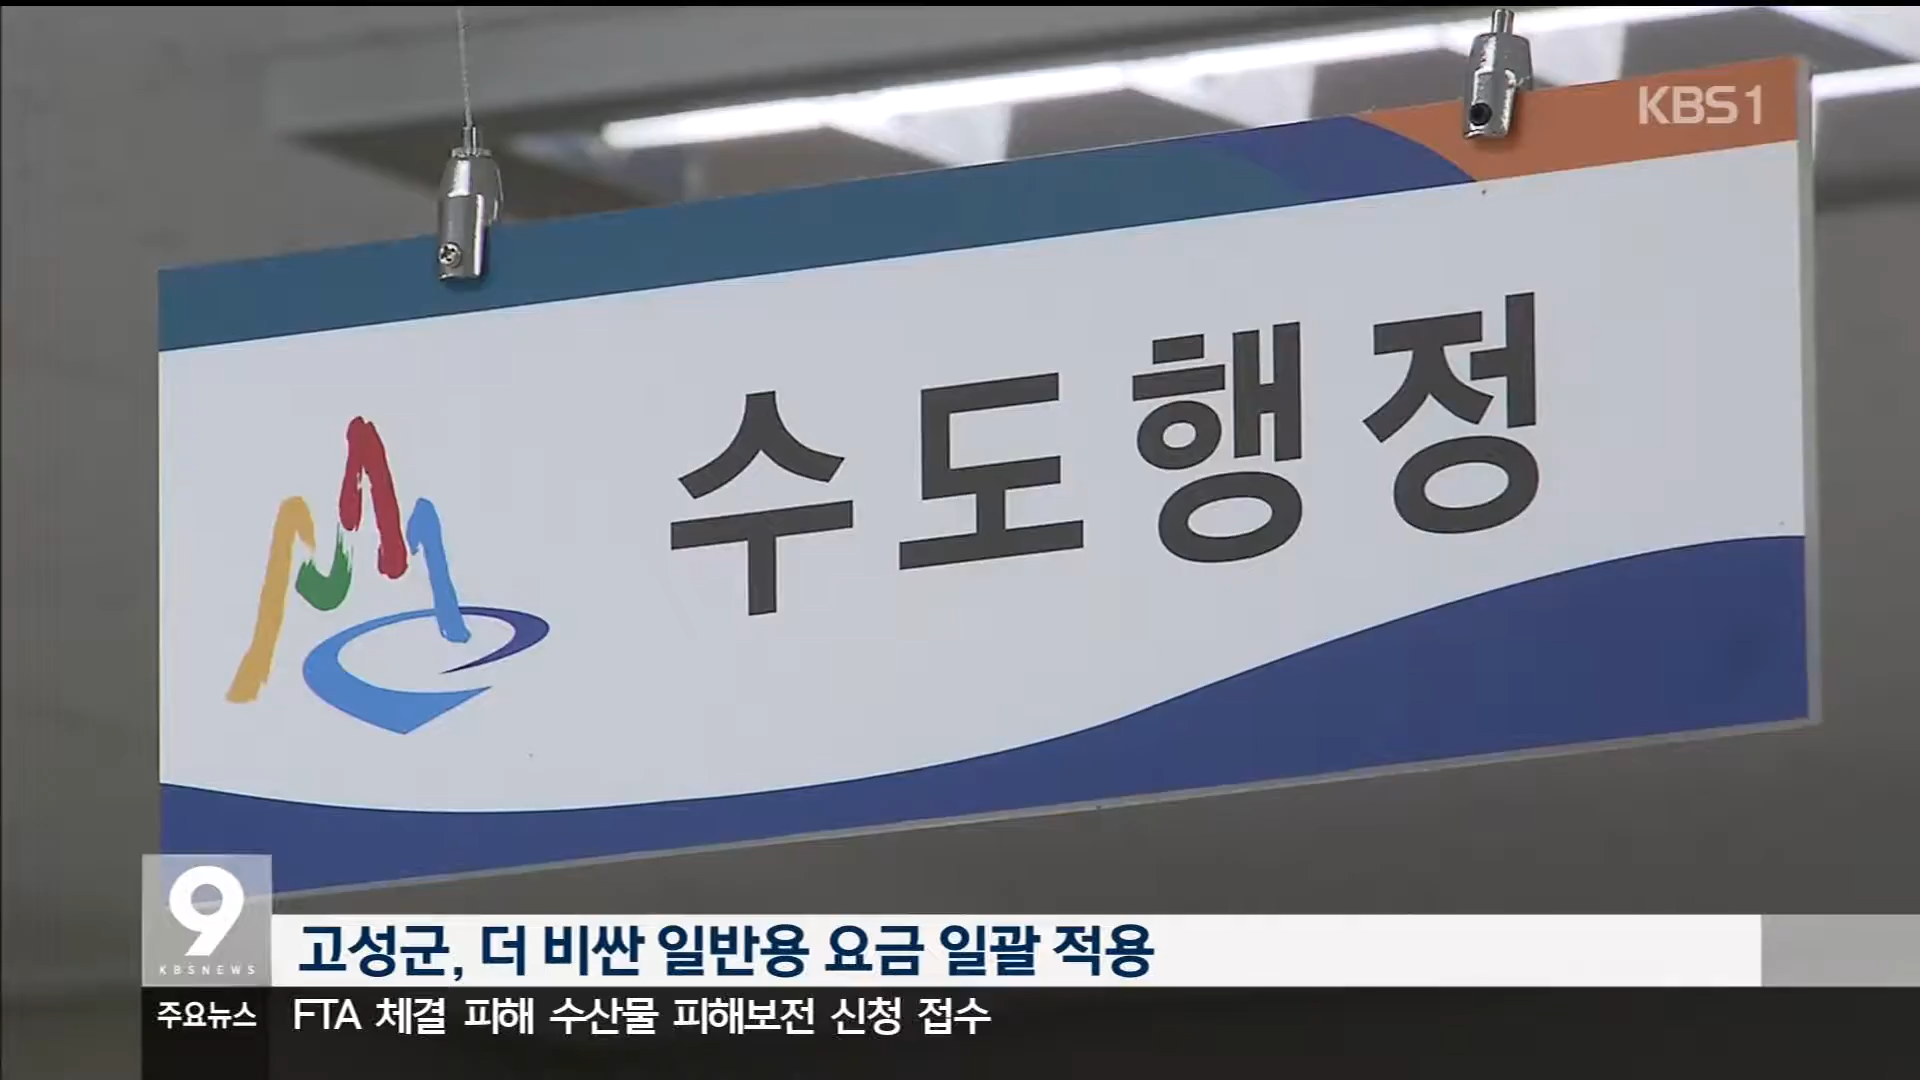 KBS1
수도행정
9
KBS NEWS
고성군, 더 비싼 일반용 요금 일괄 적용
주요뉴스 FTA 체결 피해 수산물 피해보전 신청 접수